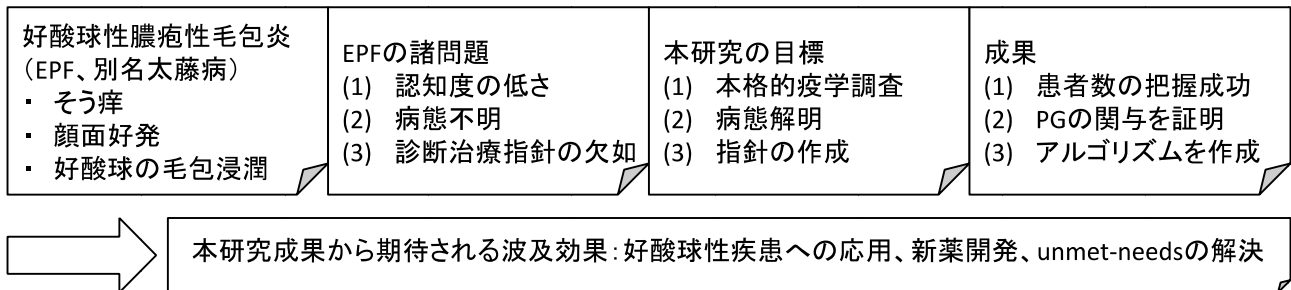 好酸球性膿疱性毛包炎
（EPF、別名太藤病）
・ そう痒
・ 顔面好発
・ 好酸球の毛包浸潤
EPFの諸問題
(1) 認知度の低さ
(2) 病態不明
(3) 診断治療指針の欠如
本研究の目標
(1) 本格的疫学調査
(2) 病態解明
(3) 指針の作成
成果
(1) 患者数の把握成功
(2) PGの関与を証明
(3) アルゴリズムを作成
本研究成果から期待される波及効果：好酸球性疾患への応用、新薬開発、unmet-needsの解決